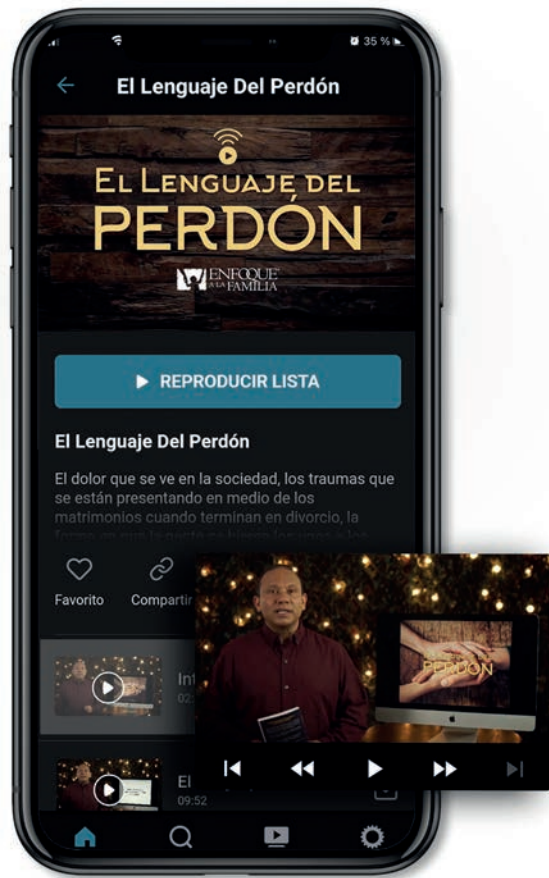 35 %
El Lenguaje Del Perdón
EL LENGUAJE DEL
PERDÓN
ENFOQUE
A LA FAMILIA
REPRODUCIR LISTA
El Lenguaje Del Perdón
El dolor que se ve en la sociedad, los traumas que
se están presentando en medio de los
matrimonios cuando terminan en divorcio, la
Favorito
Compartir
PERDÓN
El
09:52